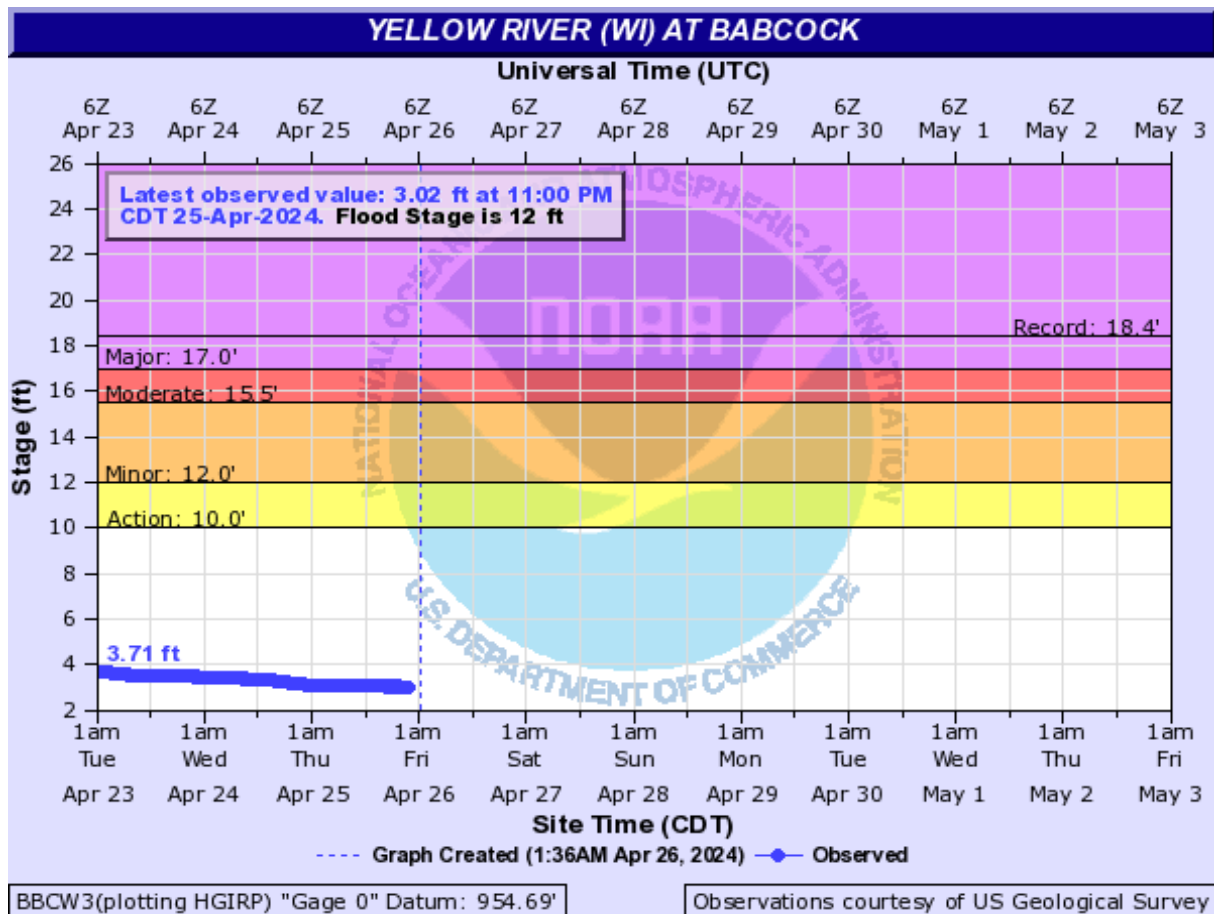 YELLOW RIVER (WI) AT BABCOCK
Universal Time (UTC)
6Z 6Z 6Z 6Z 6Z 6Z 6Z 6Z 6Z 6Z 6Z
Apr 23 Apr 24 Apr 25 Apr 26 Apr 27 Apr 28 Apr 29 Apr 30 May 1 May 2 May 3
26
Latest observed value: 3.02 ft at 11:00 PM
CDT 25-Apr-2024. Flood Stage is 12 ft
24
22
20
18
16
14
12
10
8
6
4
2
Stage (ft)
NATIONAL OCEANIC AND ATMOSPHERIC ADMINISTRATION
NOAA
U.S. DEPARTMENT OF COMMERCE
Record: 18.4'
Major: 17.0'
Moderate: 15.5'
Minor: 12.0'
Action: 10.0'
3.71 ft
1am 1am 1am 1am 1am 1am 1am 1am 1am 1am 1am
Tue Wed Thu Fri Sat Sun Mon Tue Wed Thu Fri
Apr 23 Apr 24 Apr 25 Apr 26 Apr 27 Apr 28 Apr 29 Apr 30 May 1 May 2 May 3
Site Time (CDT)
Graph Created (1:36AM Apr 26, 2024) Observed
BBCW3(plotting HGIRP) "Gage 0" Datum: 954.69'
Observations courtesy of US Geological Survey